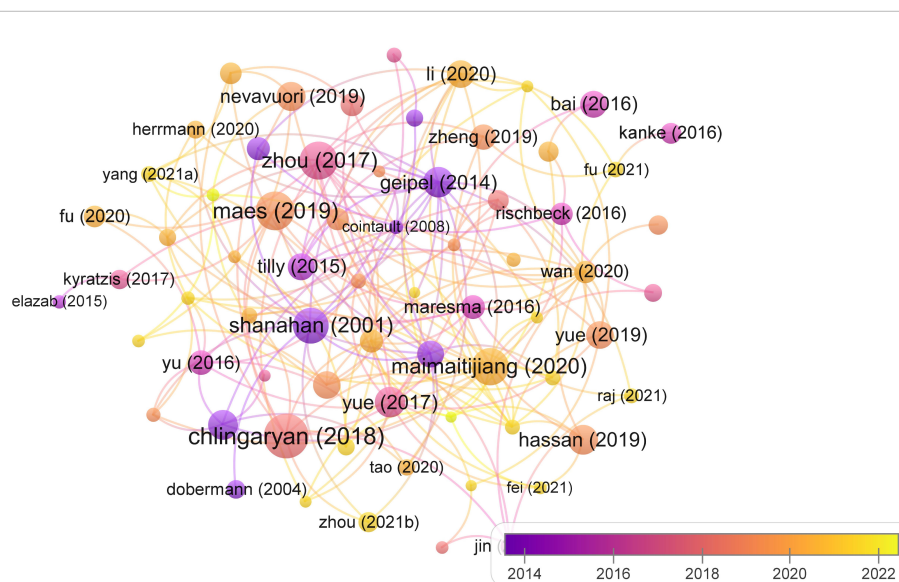 li (2020)
nevavuori (2019)
bai (2016)
herrmann (2020)
zheng (2019)
kanke (2016)
zhou (2017)
yang (2021a)
geipel (2014)
fu (2021)
fu (2020)
maes (2019)
cointault (2008)
rischbeck (2016)
tilly (2015)
wan (2020)
kyratzis (2017)
elazab (2015)
maresma (2016)
shanahan (2001)
yue (2019)
yu (2016)
maimaitijiang (2020)
yue (2017)
raj (2021)
chlingaryan (2018)
hassan (2019)
tao (2020)
dobermann (2004)
fei (2021)
zhou (2021b)
jin
2014 2016 2018 2020 2022